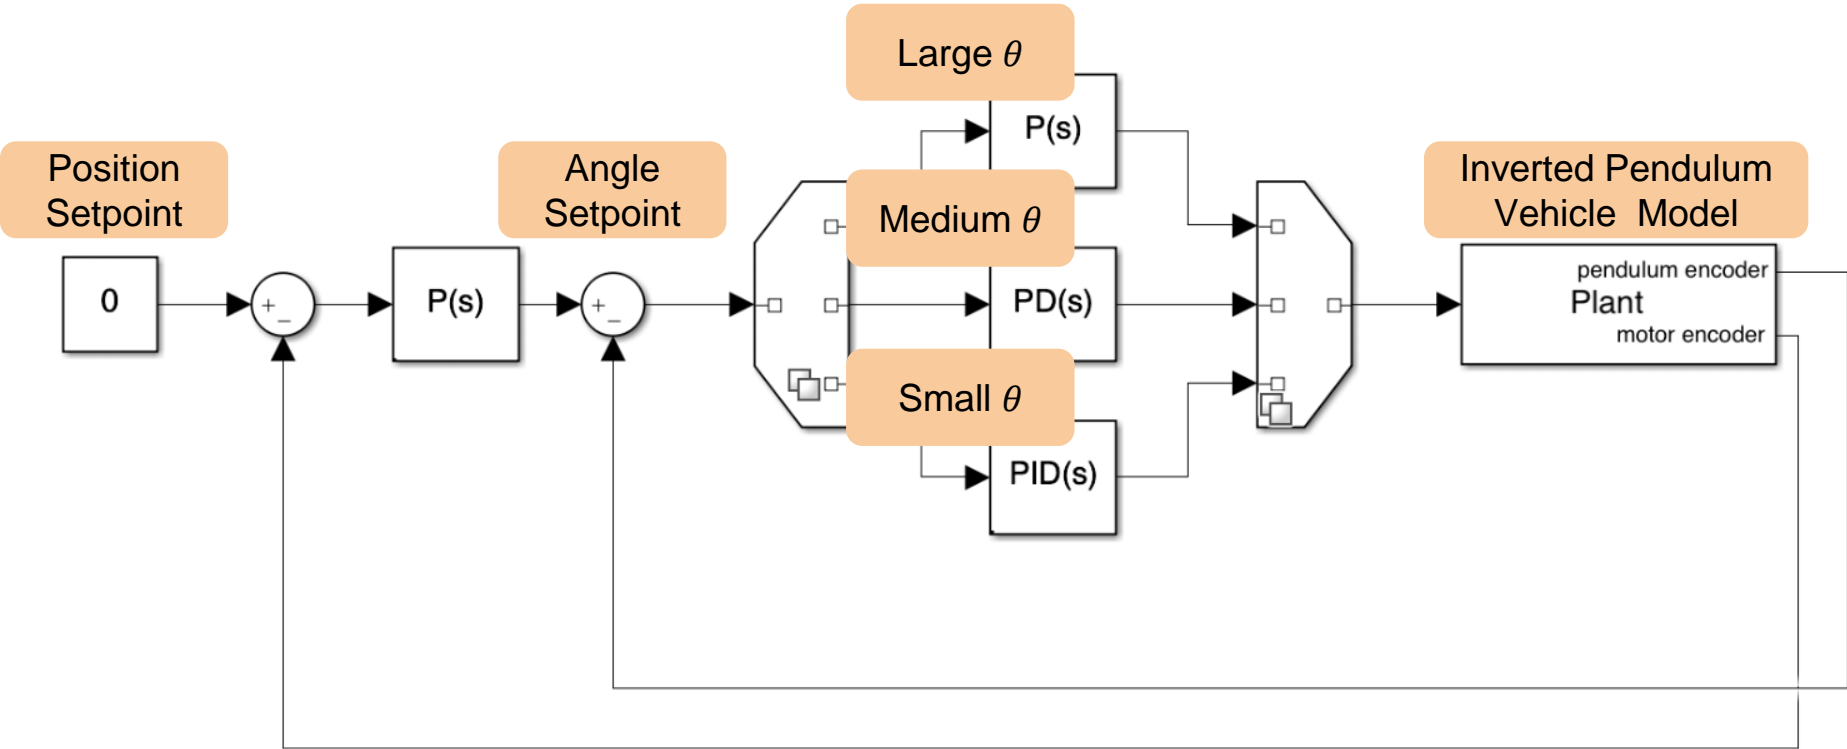 Large θ
P(s)
Position
Setpoint
Angle
Setpoint
Medium θ
Inverted Pendulum
Vehicle Model
0
+
−
P(s)
+
−
PD(s)
pendulum encoder
Plant
motor encoder
Small θ
PID(s)